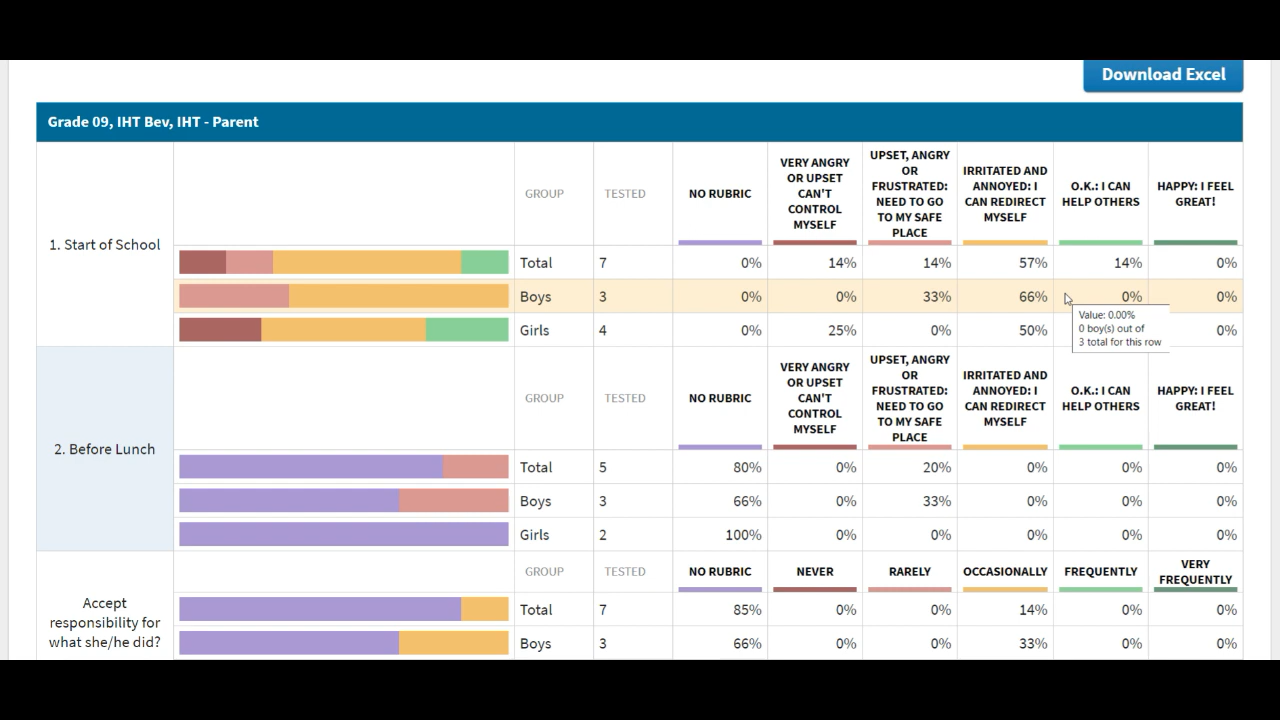 Download Excel
Grade 09, IHT Bev, IHT - Parent
1. Start of School
GROUP
TESTED
NO RUBRIC
VERY ANGRY
OR UPSET
CAN'T
CONTROL
MYSELF
UPSET, ANGRY
OR
FRUSTRATED:
NEED TO GO
TO MY SAFE
PLACE
IRRITATED AND
ANNOYED: I
CAN REDIRECT
MYSELF
O.K.: I CAN
HELP OTHERS
HAPPY: I FEEL
GREAT!
Total 7 0% 14% 14% 57% 14% 0%
Boys 3 0% 0% 33% 66% 0% 0%
Girls 4 0% 25% 0% 50% 0%
Value: 0.00%
0 boy(s) out of
3 total for this row
2. Before Lunch
GROUP
TESTED
NO RUBRIC
VERY ANGRY
OR UPSET
CAN'T
CONTROL
MYSELF
UPSET, ANGRY
OR
FRUSTRATED:
NEED TO GO
TO MY SAFE
PLACE
IRRITATED AND
ANNOYED: I
CAN REDIRECT
MYSELF
O.K.: I CAN
HELP OTHERS
HAPPY: I FEEL
GREAT!
Total 5 80% 0% 20% 0% 0% 0%
Boys 3 66% 0% 33% 0% 0% 0%
Girls 2 100% 0% 0% 0% 0% 0%
Accept
responsibility for
what she/he did?
GROUP
TESTED
NO RUBRIC
NEVER
RARELY
OCCASIONALLY
FREQUENTLY
VERY
FREQUENTLY
Total 7 85% 0% 0% 14% 0% 0%
Boys 3 66% 0% 0% 33% 0% 0%